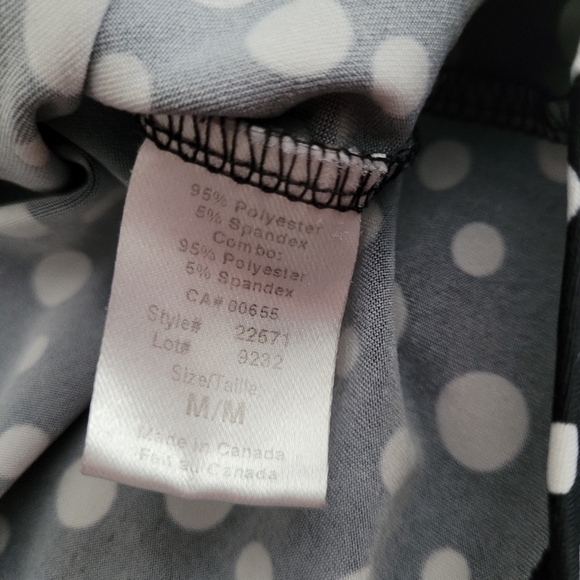 95% Polyester
5% Spandex
Combo:
95% Polyester
5% Spandex
CA# 00655
Style# 22571
Lot# 9232
Size/Taille:
M/M
Made in Canada
Fait au Canada